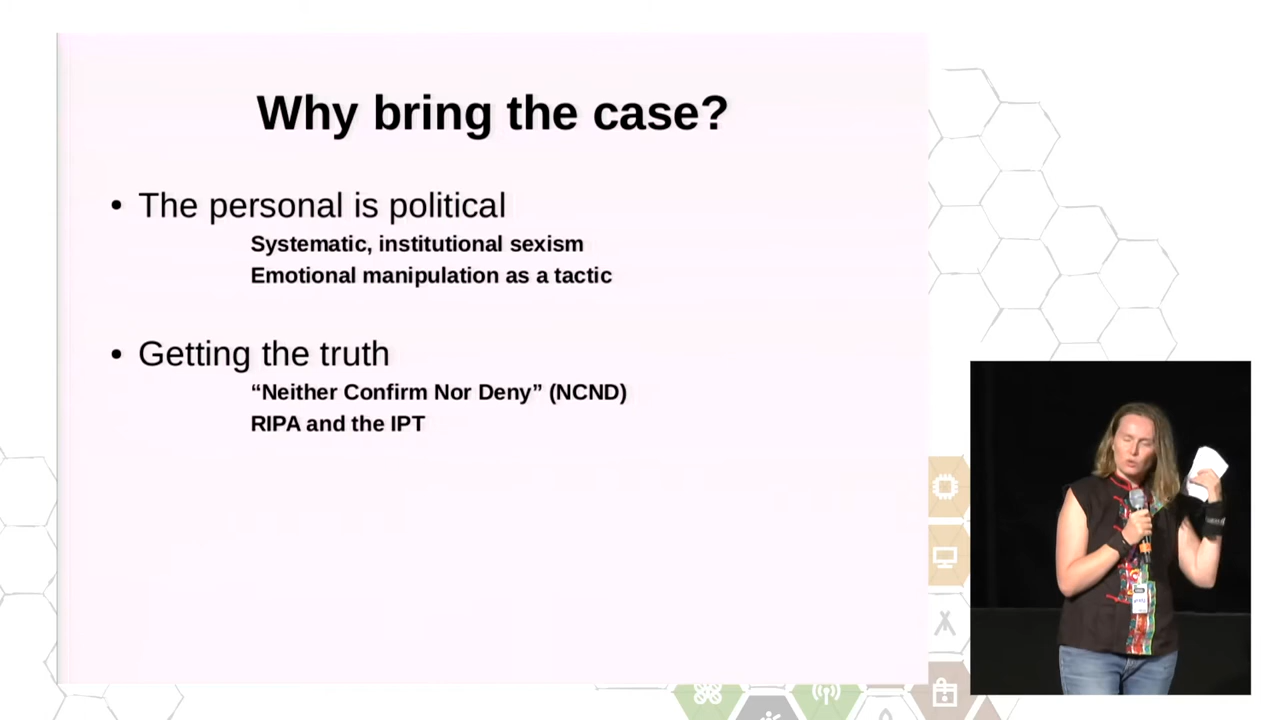 Why bring the case?
• The personal is political
Systematic, institutional sexism
Emotional manipulation as a tactic
• Getting the truth
“Neither Confirm Nor Deny” (NCND)
RIPA and the IPT